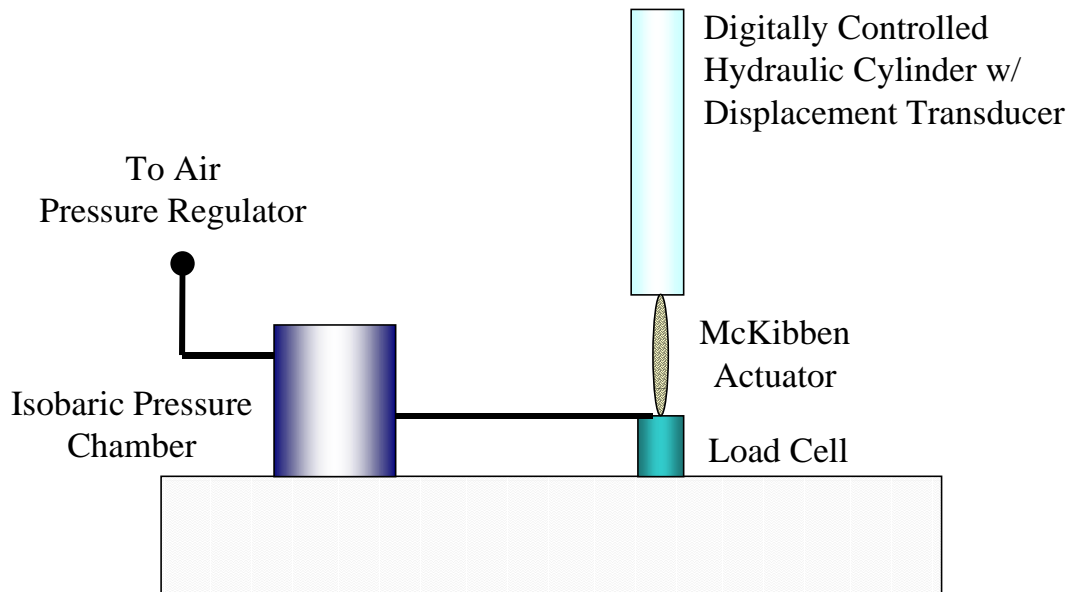 Digitally Controlled
Hydraulic Cylinder w/
Displacement Transducer
To Air
Pressure Regulator
McKibben
Actuator
Isobaric Pressure
Chamber
Load Cell